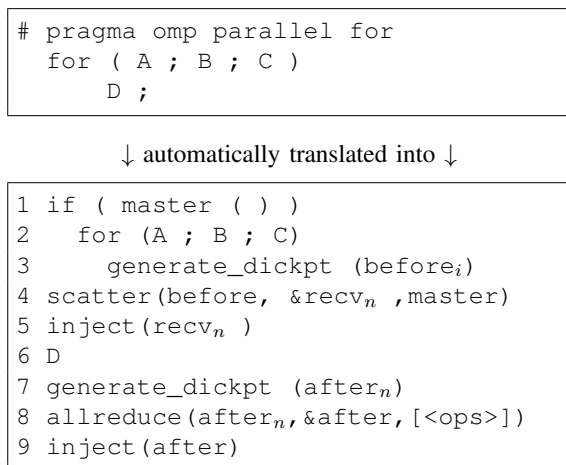 # pragma omp parallel for
for ( A ; B ; C )
D ;
↓ automatically translated into ↓
1 if ( master ( ) )
2 for (A ; B ; C)
3 generate_dickpt (beforeᵢ)
4 scatter(before, &recvₙ ,master)
5 inject(recvₙ )
6 D
7 generate_dickpt (afterₙ)
8 allreduce(afterₙ,&after,[<ops>])
9 inject(after)